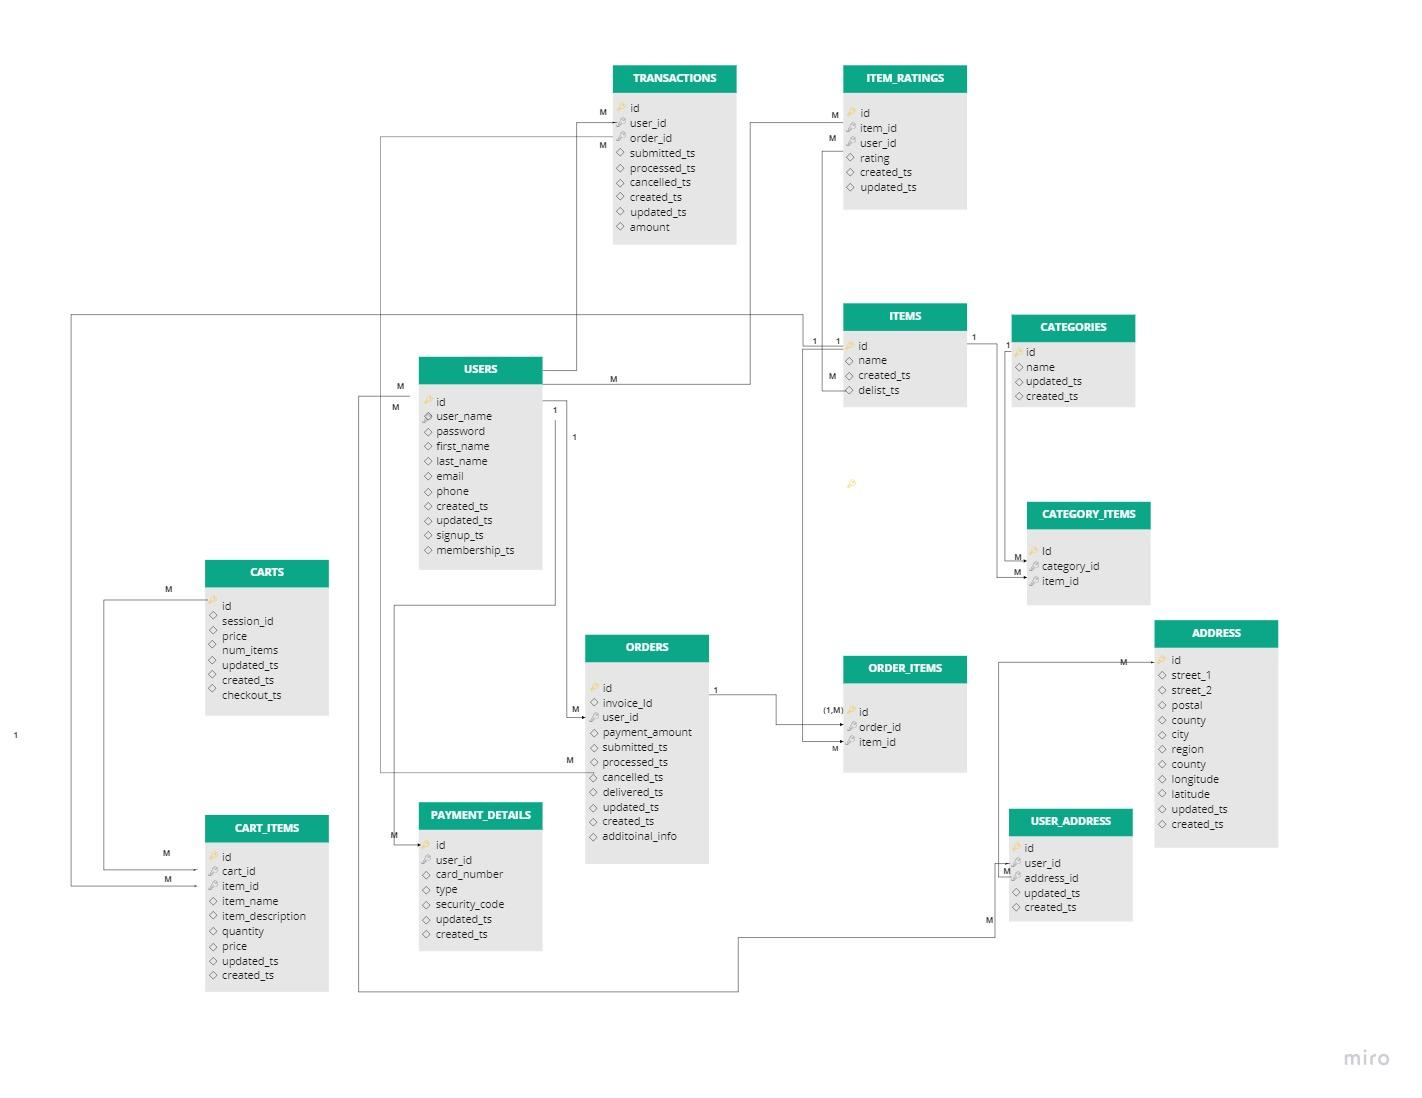 TRANSACTIONS
id
user_id
order_id
submitted_ts
processed_ts
cancelled_ts
created_ts
updated_ts
amount
M
M
ITEM_RATINGS
id
item_id
user_id
rating
created_ts
updated_ts
M
M
ITEMS
id
name
created_ts
delist_ts
1
1
M
1
CATEGORIES
id
name
updated_ts
created_ts
1
USERS
id
user_name
password
first_name
last_name
email
phone
created_ts
updated_ts
signup_ts
membership_ts
M
M
M
1
1
CATEGORY_ITEMS
Id
category_id
item_id
M
M
CARTS
id
session_id
price
num_items
updated_ts
created_ts
checkout_ts
M
1
ORDERS
id
invoice_Id
user_id
payment_amount
submitted_ts
processed_ts
cancelled_ts
delivered_ts
updated_ts
created_ts
additoinal_info
M
M
1
ORDER_ITEMS
id
order_id
item_id
(1,M)
M
ADDRESS
id
street_1
street_2
postal
county
city
region
county
longitude
latitude
updated_ts
created_ts
M
CART_ITEMS
id
cart_id
item_id
item_name
item_description
quantity
price
updated_ts
created_ts
M
M
PAYMENT_DETAILS
id
user_id
card_number
type
security_code
updated_ts
created_ts
M
USER_ADDRESS
id
user_id
address_id
updated_ts
created_ts
M
M
miro